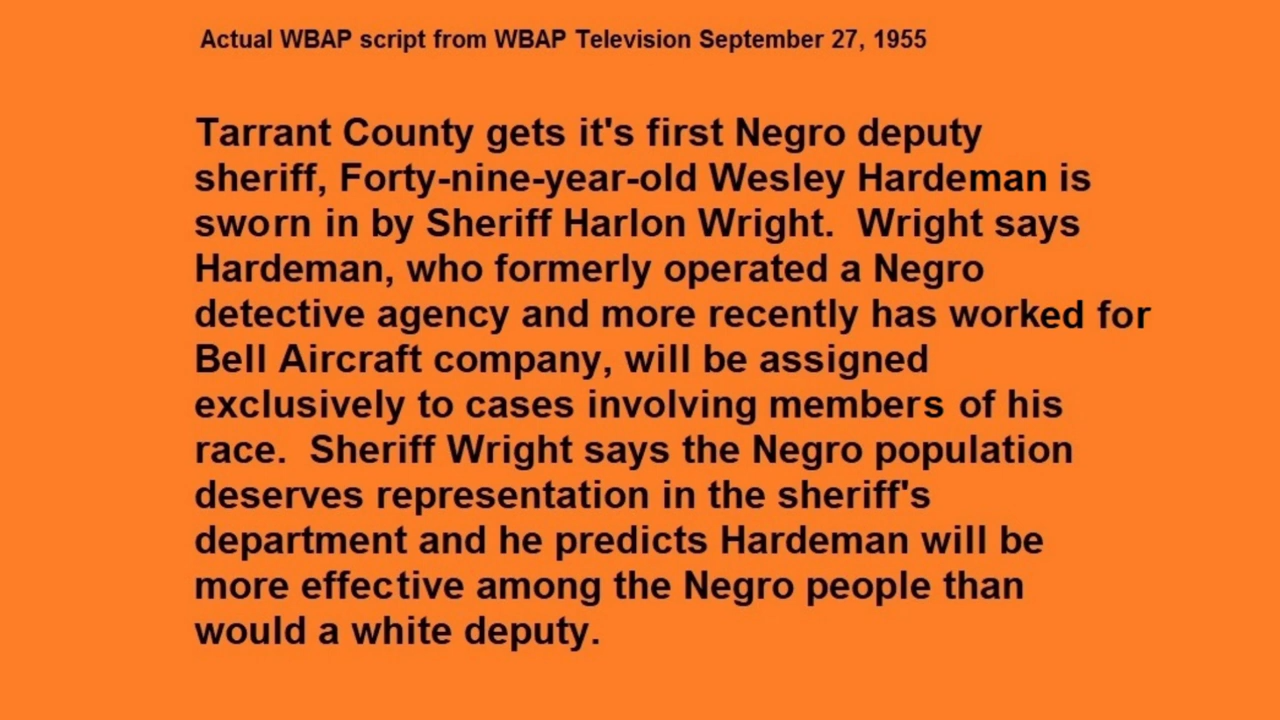 Actual WBAP script from WBAP Television September 27, 1955
Tarrant County gets it's first Negro deputy
sheriff, Forty-nine-year-old Wesley Hardeman is
sworn in by Sheriff Harlon Wright.  Wright says
Hardeman, who formerly operated a Negro
detective agency and more recently has worked for
Bell Aircraft company, will be assigned
exclusively to cases involving members of his
race.  Sheriff Wright says the Negro population
deserves representation in the sheriff's
department and he predicts Hardeman will be
more effective among the Negro people than
would a white deputy.